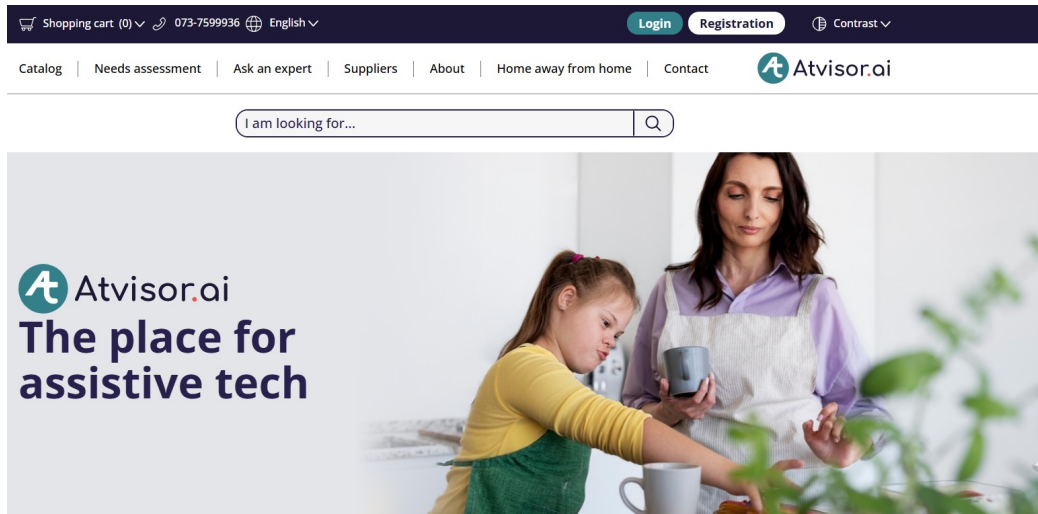 Shopping cart (0) 073-7599936 English Login Registration Contrast
Catalog Needs assessment Ask an expert Suppliers About Home away from home Contact Atvisor.ai
I am looking for...
Atvisor.ai
The place for
assistive tech